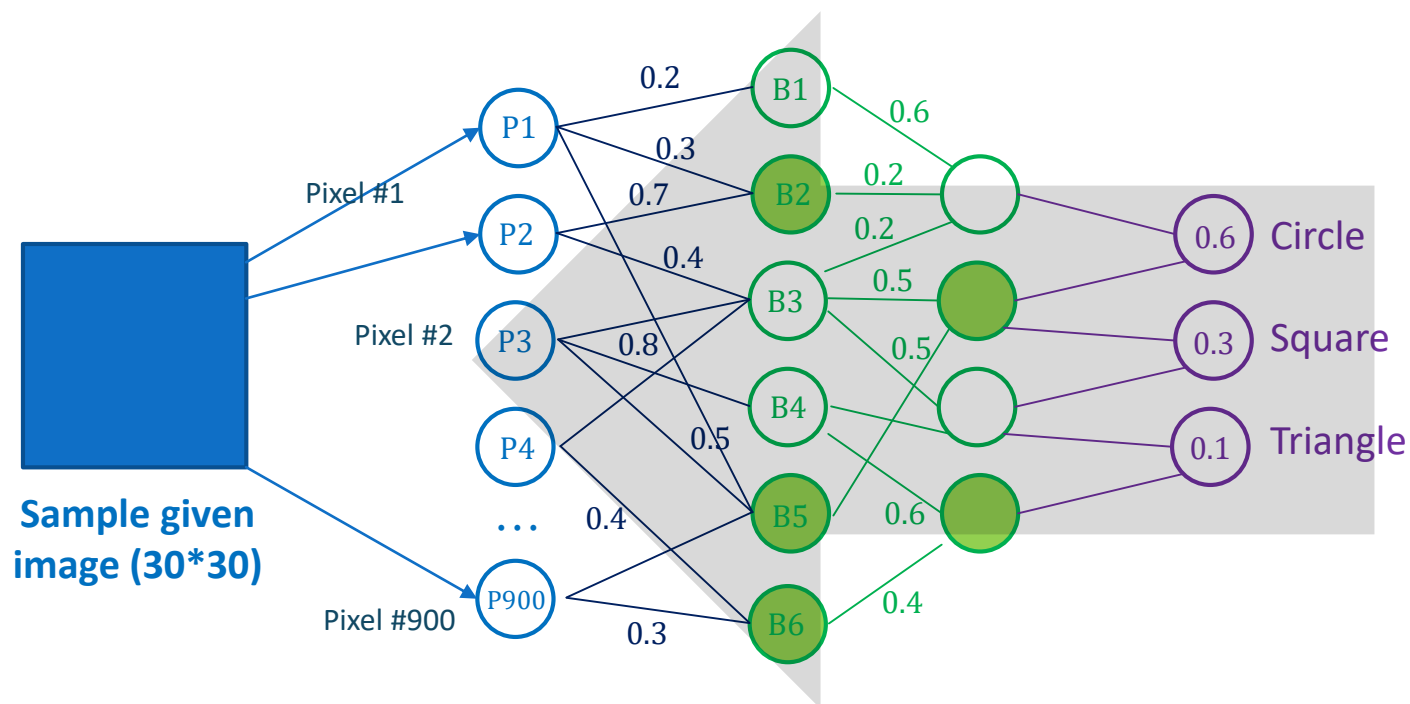 Sample given
image (30*30)
Pixel #1
Pixel #2
Pixel #900
P1
P2
P3
P4
...
P900
0.2
0.3
0.7
0.4
0.8
0.5
0.4
0.3
B1
B2
B3
B4
B5
B6
0.6
0.2
0.2
0.5
0.5
0.6
0.4
0.6 Circle
0.3 Square
0.1 Triangle